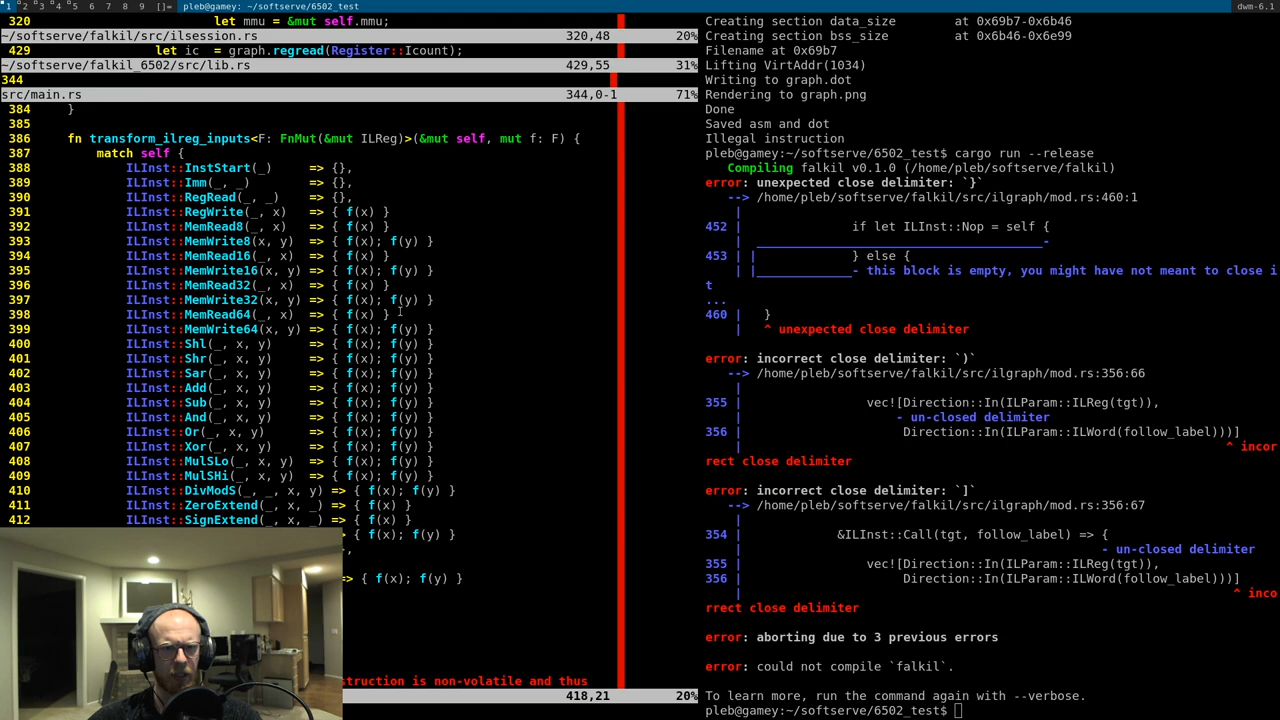 1 2 3 4 5 6 7 8 9 []= pleb@gamey: ~/softserve/6502_test dwm-6.1
320 let mmu = &mut self.mmu;
~/softserve/falkil/src/ilsession.rs 320,48 20%
429 let ic = graph.regread(Register::Icount);
~/softserve/falkil_6502/src/lib.rs 429,55 31%
344
src/main.rs 344,0-1 71%
384 }
385
386 fn transform_ilreg_inputs<F: FnMut(&mut ILReg)>(&mut self, mut f: F) {
387 match self {
388 ILInst::InstStart(_) => {},
389 ILInst::Imm(_, _) => {},
390 ILInst::RegRead(_, _) => {},
391 ILInst::RegWrite(_, x) => { f(x) }
392 ILInst::MemRead8(_, x) => { f(x) }
393 ILInst::MemWrite8(x, y) => { f(x); f(y) }
394 ILInst::MemRead16(_, x) => { f(x) }
395 ILInst::MemWrite16(x, y) => { f(x); f(y) }
396 ILInst::MemRead32(_, x) => { f(x) }
397 ILInst::MemWrite32(x, y) => { f(x); f(y) }
398 ILInst::MemRead64(_, x) => { f(x) }
399 ILInst::MemWrite64(x, y) => { f(x); f(y) }
400 ILInst::Shl(_, x, y) => { f(x); f(y) }
401 ILInst::Shr(_, x, y) => { f(x); f(y) }
402 ILInst::Sar(_, x, y) => { f(x); f(y) }
403 ILInst::Add(_, x, y) => { f(x); f(y) }
404 ILInst::Sub(_, x, y) => { f(x); f(y) }
405 ILInst::And(_, x, y) => { f(x); f(y) }
406 ILInst::Or(_, x, y) => { f(x); f(y) }
407 ILInst::Xor(_, x, y) => { f(x); f(y) }
408 ILInst::MulSLo(_, x, y) => { f(x); f(y) }
409 ILInst::MulSHi(_, x, y) => { f(x); f(y) }
410 ILInst::DivModS(_, _, x, y) => { f(x); f(y) }
411 ILInst::ZeroExtend(_, x, _) => { f(x) }
412 ILInst::SignExtend(_, x, _) => { f(x) }
=> { f(x); f(y) }
,
=> { f(x); f(y) }
struction is non-volatile and thus
418,21 20%
Creating section data_size at 0x69b7-0x6b46
Creating section bss_size at 0x6b46-0x6e99
Filename at 0x69b7
Lifting VirtAddr(1034)
Writing to graph.dot
Rendering to graph.png
Done
Saved asm and dot
Illegal instruction
pleb@gamey:~/softserve/6502_test$ cargo run --release
Compiling falkil v0.1.0 (/home/pleb/softserve/falkil)
error: unexpected close delimiter: `}`
--> /home/pleb/softserve/falkil/src/ilgraph/mod.rs:460:1
|
452 | if let ILInst::Nop = self {
| ______________________________________-
453 | | } else {
| |_____________- this block is empty, you might have not meant to close i
t
...
460 | }
| ^ unexpected close delimiter
error: incorrect close delimiter: `)`
--> /home/pleb/softserve/falkil/src/ilgraph/mod.rs:356:66
|
355 | vec![Direction::In(ILParam::ILReg(tgt)),
| - un-closed delimiter
356 | Direction::In(ILParam::ILWord(follow_label)))]
| ^ incor
rect close delimiter
error: incorrect close delimiter: `]`
--> /home/pleb/softserve/falkil/src/ilgraph/mod.rs:356:67
|
354 | &ILInst::Call(tgt, follow_label) => {
| - un-closed delimiter
355 | vec![Direction::In(ILParam::ILReg(tgt)),
356 | Direction::In(ILParam::ILWord(follow_label)))]
| ^ inco
rrect close delimiter
error: aborting due to 3 previous errors
error: could not compile `falkil`.
To learn more, run the command again with --verbose.
pleb@gamey:~/softserve/6502_test$